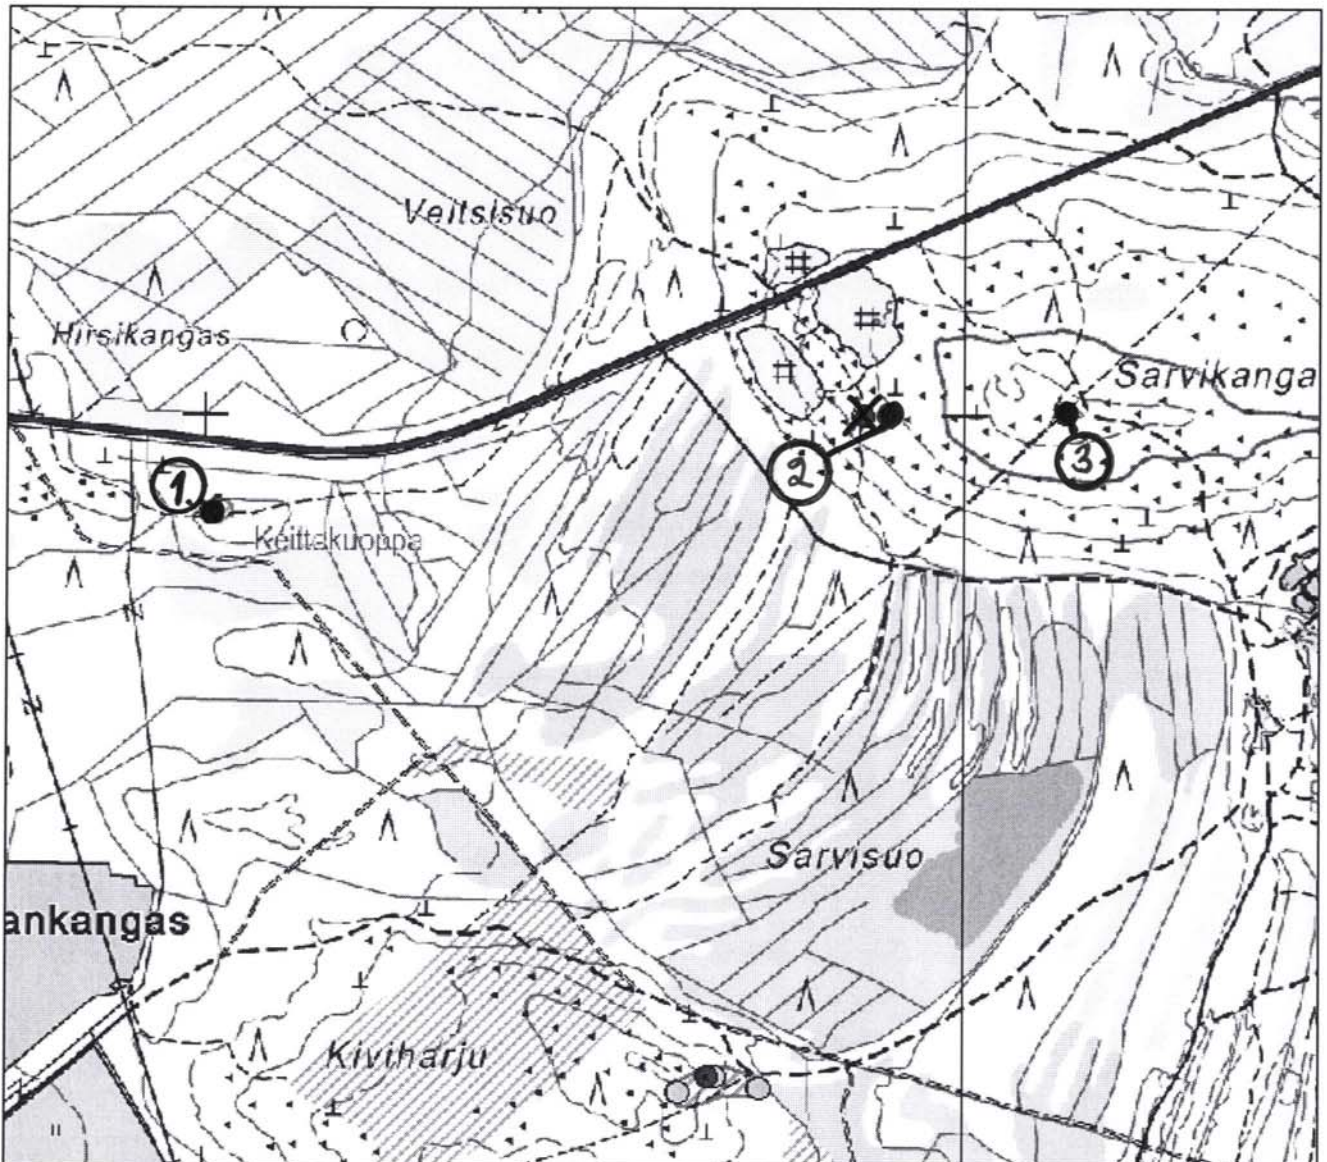 Veitsisuo
Hirsikangas
Sarvikanga
2
3
1.
Keittokuoppa
Sarvisuo
ankangas
Kiviharju